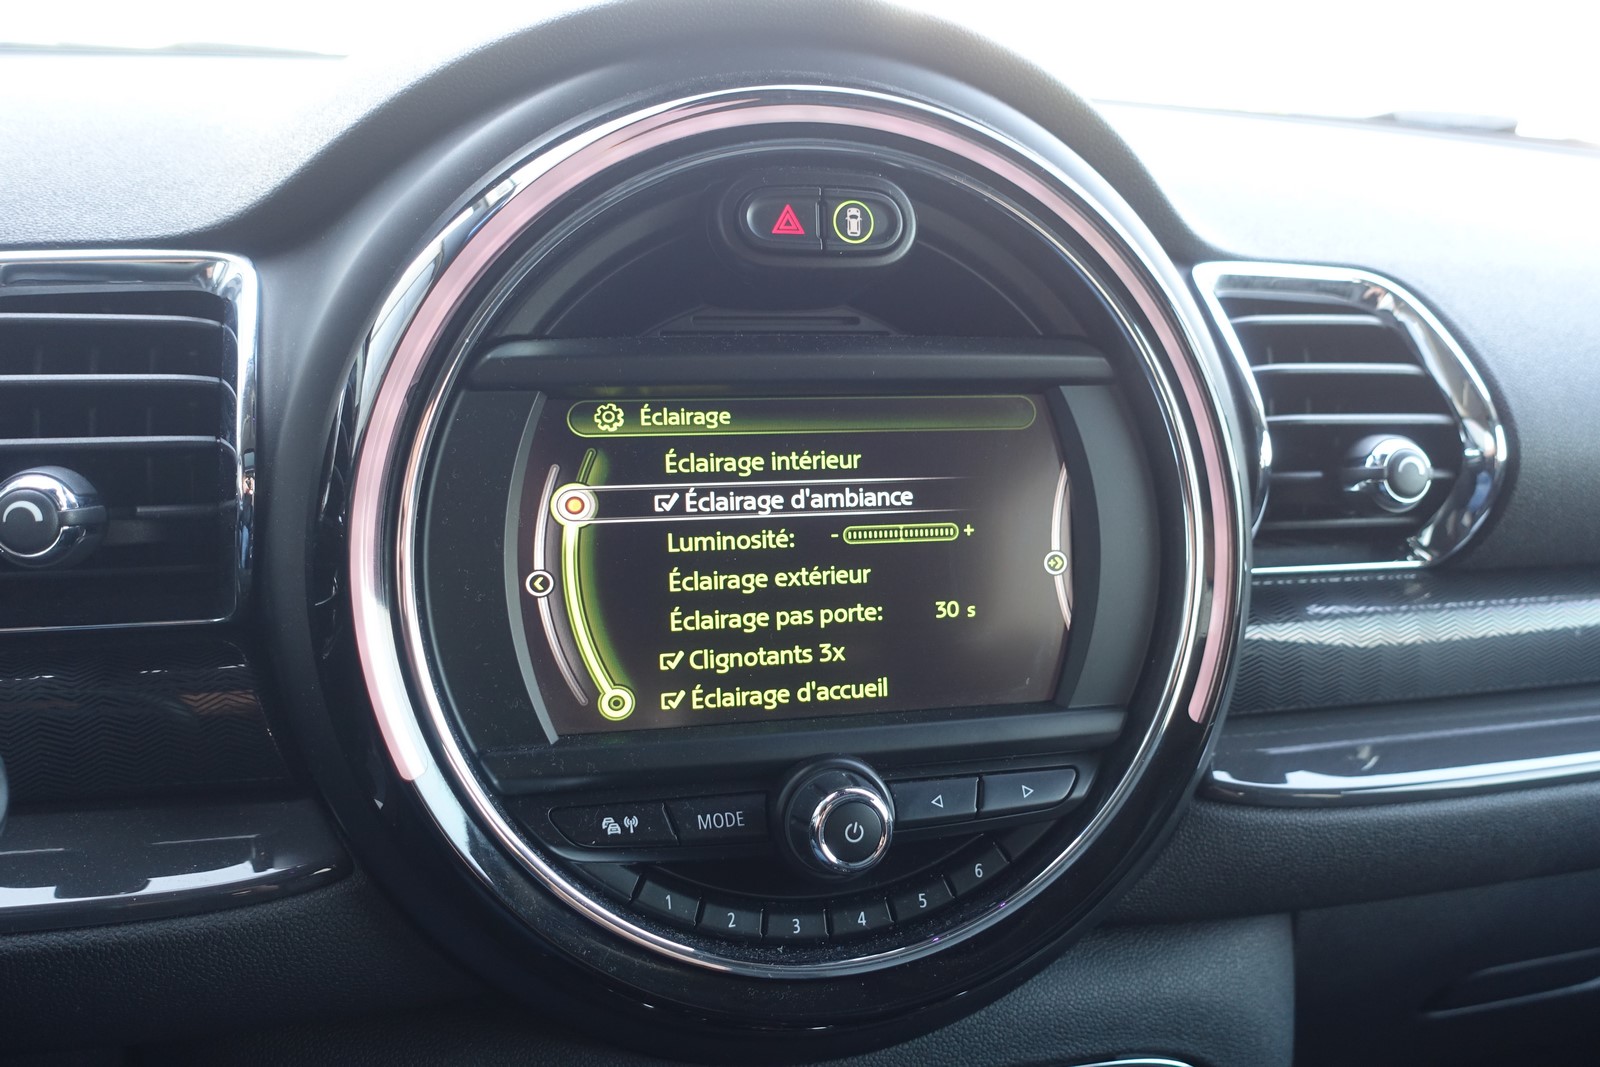 Éclairage
Éclairage intérieur
Éclairage d'ambiance
Luminosité: - +
Éclairage extérieur
Éclairage pas porte: 30 s
Clignotants 3x
Éclairage d'accueil
MODE
1 2 3 4 5 6